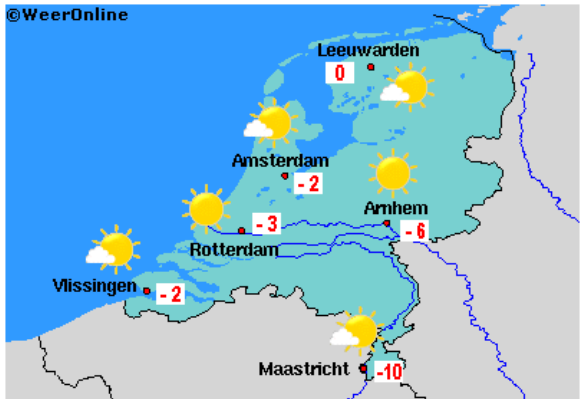 ©WeerOnline
Leeuwarden
0
Amsterdam
- 2
Arnhem
- 6
- 3
Rotterdam
Vlissingen
- 2
Maastricht
-10